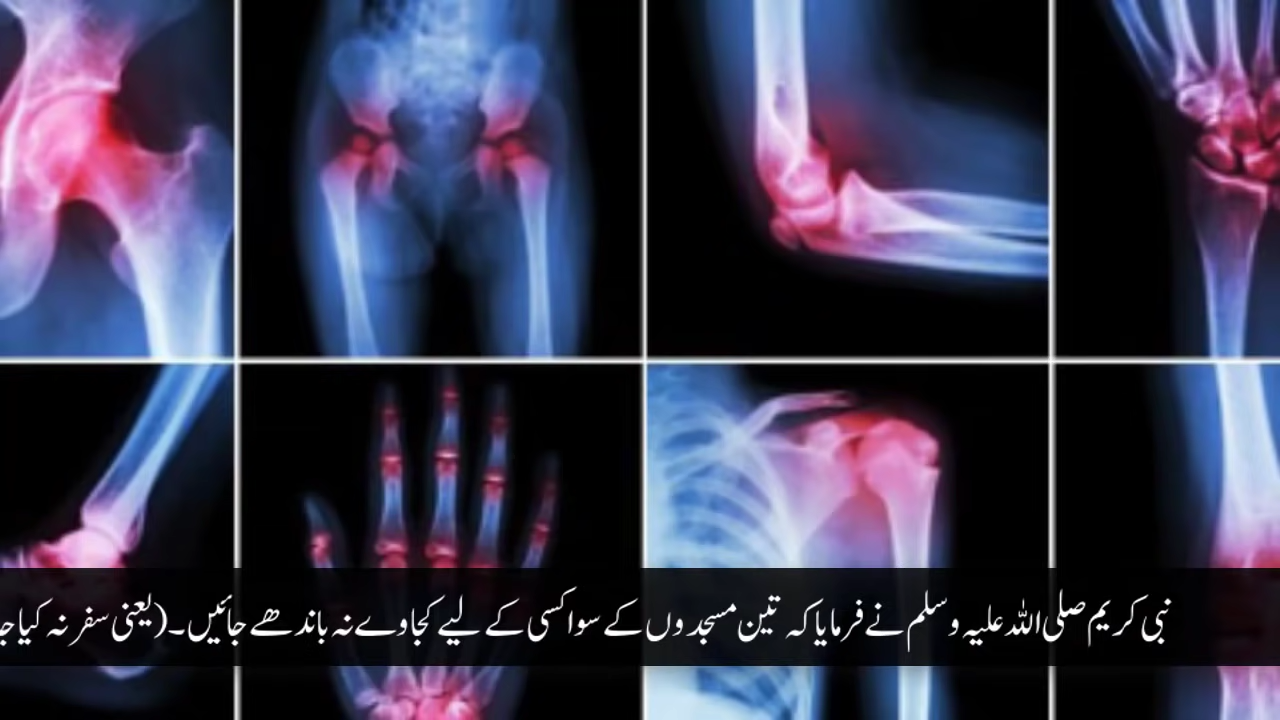 نبی کریم صلی اللہ علیہ وسلم نے فرمایا کہ تین مسجدوں کے سوا کسی کے لیے کجاوے نہ باندھے جائیں۔ (یعنی سفر نہ کیا